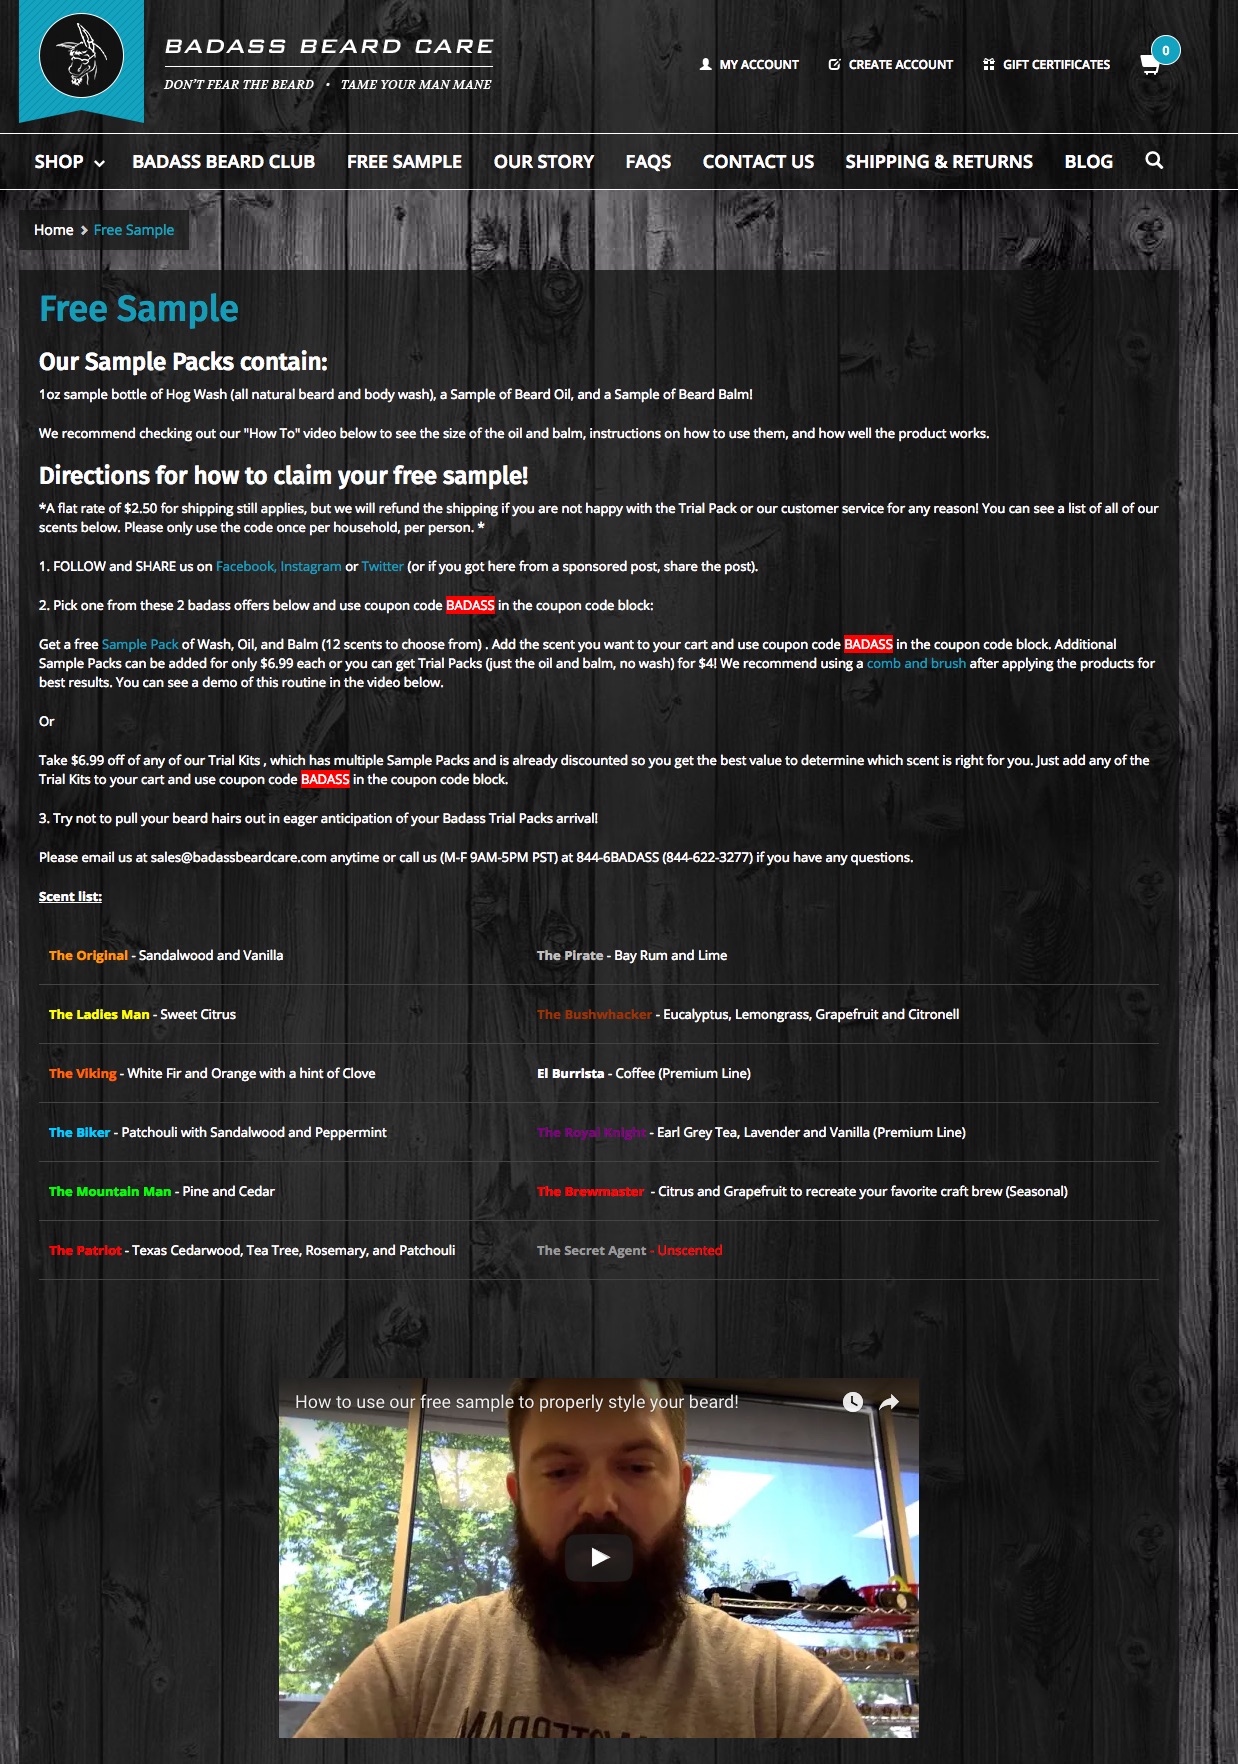 BADASS BEARD CARE
DON'T FEAR THE BEARD • TAME YOUR MAN MANE
MY ACCOUNT CREATE ACCOUNT GIFT CERTIFICATES 0
SHOP BADASS BEARD CLUB FREE SAMPLE OUR STORY FAQS CONTACT US SHIPPING & RETURNS BLOG
Home > Free Sample
Free Sample
Our Sample Packs contain:
1oz sample bottle of Hog Wash (all natural beard and body wash), a Sample of Beard Oil, and a Sample of Beard Balm!
We recommend checking out our "How To" video below to see the size of the oil and balm, instructions on how to use them, and how well the product works.
Directions for how to claim your free sample!
*A flat rate of $2.50 for shipping still applies, but we will refund the shipping if you are not happy with the Trial Pack or our customer service for any reason! You can see a list of all of our
scents below. Please only use the code once per household, per person. *
1. FOLLOW and SHARE us on Facebook, Instagram or Twitter (or if you got here from a sponsored post, share the post).
2. Pick one from these 2 badass offers below and use coupon code BADASS in the coupon code block:
Get a free Sample Pack of Wash, Oil, and Balm (12 scents to choose from) . Add the scent you want to your cart and use coupon code BADASS in the coupon code block. Additional
Sample Packs can be added for only $6.99 each or you can get Trial Packs (just the oil and balm, no wash) for $4! We recommend using a comb and brush after applying the products for
best results. You can see a demo of this routine in the video below.
Or
Take $6.99 off of any of our Trial Kits , which has multiple Sample Packs and is already discounted so you get the best value to determine which scent is right for you. Just add any of the
Trial Kits to your cart and use coupon code BADASS in the coupon code block.
3. Try not to pull your beard hairs out in eager anticipation of your Badass Trial Packs arrival!
Please email us at sales@badassbeardcare.com anytime or call us (M-F 9AM-5PM PST) at 844-6BADASS (844-622-3277) if you have any questions.
Scent list:
The Original - Sandalwood and Vanilla The Pirate - Bay Rum and Lime
The Ladies Man - Sweet Citrus The Bushwhacker - Eucalyptus, Lemongrass, Grapefruit and Citronell
The Viking - White Fir and Orange with a hint of Clove El Burrista - Coffee (Premium Line)
The Biker - Patchouli with Sandalwood and Peppermint The Royal Knight - Earl Grey Tea, Lavender and Vanilla (Premium Line)
The Mountain Man - Pine and Cedar The Brewmaster - Citrus and Grapefruit to recreate your favorite craft brew (Seasonal)
The Patriot - Texas Cedarwood, Tea Tree, Rosemary, and Patchouli The Secret Agent - Unscented
How to use our free sample to properly style your beard!